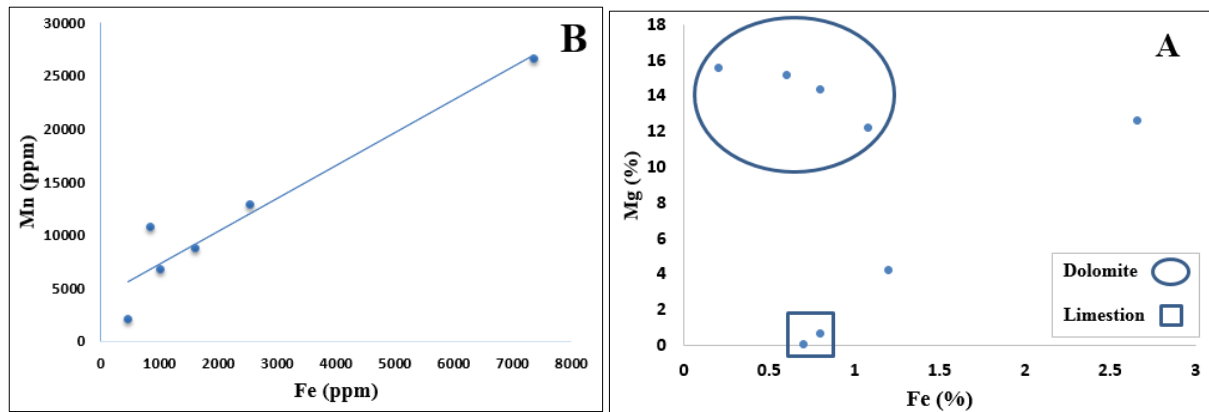 B
30000
25000
20000
15000
10000
5000
0
Mn (ppm)
0 1000 2000 3000 4000 5000 6000 7000 8000
Fe (ppm)
A
18
16
14
12
10
8
6
4
2
0
Mg (%)
Dolomite
Limestion
0 0.5 1 1.5 2 2.5 3
Fe (%)